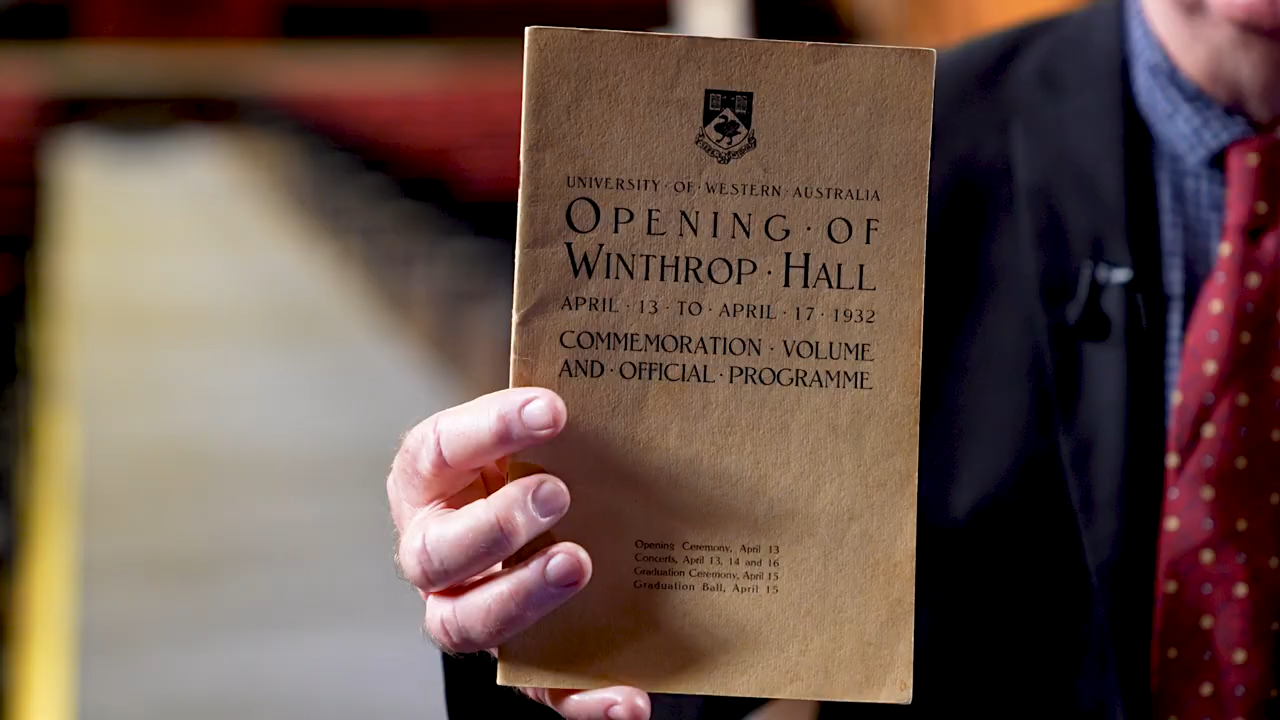 UNIVERSITY · OF · WESTERN · AUSTRALIA
OPENING · OF
WINTHROP · HALL
APRIL · 13 · TO · APRIL · 17 · 1932
COMMEMORATION · VOLUME
AND · OFFICIAL · PROGRAMME
Opening Ceremony, April 13
Concerts, April 13, 14 and 16
Graduation Ceremony, April 15
Graduation Ball, April 15